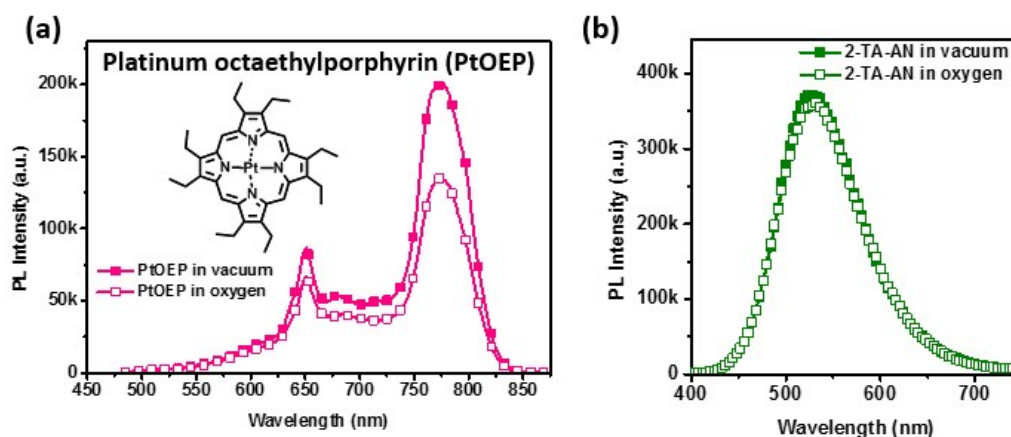 (a)
Platinum octaethylporphyrin (PtOEP)
200k
150k
100k
50k
0
PL Intensity (a.u.)
N
N
Pt
N
N
PtOEP in vacuum
PtOEP in oxygen
450 500 550 600 650 700 750 800 850
Wavelength (nm)
(b)
2-TA-AN in vacuum
2-TA-AN in oxygen
400k
300k
200k
100k
0
PL Intensity (a.u.)
400 500 600 700
Wavelength (nm)